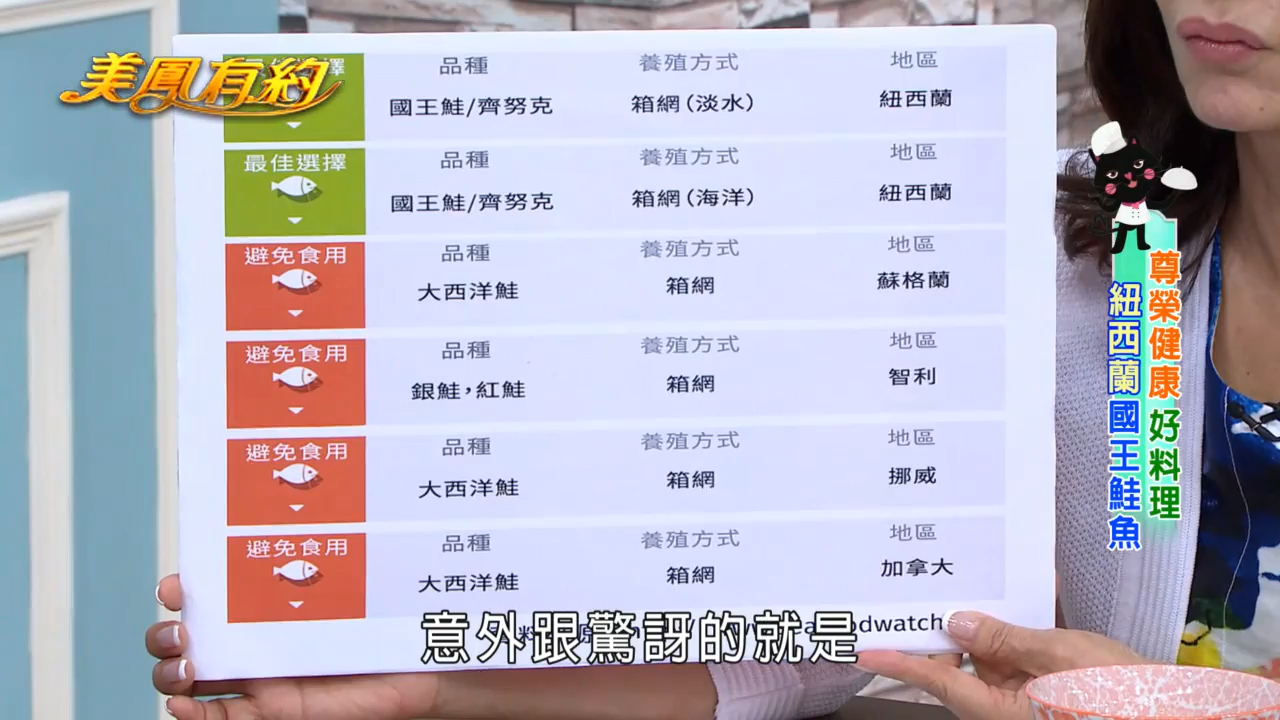 美鳳有約
品種 養殖方式 地區
國王鮭/齊努克 箱網(淡水) 紐西蘭
最佳選擇 品種 養殖方式 地區
國王鮭/齊努克 箱網(海洋) 紐西蘭
避免食用 品種 養殖方式 地區
大西洋鮭 箱網 蘇格蘭
避免食用 品種 養殖方式 地區
銀鮭,紅鮭 箱網 智利
避免食用 品種 養殖方式 地區
大西洋鮭 箱網 挪威
避免食用 品種 養殖方式 地區
大西洋鮭 箱網 加拿大
尊榮健康 好料理
紐西蘭國王鮭魚
意外跟驚訝的就是